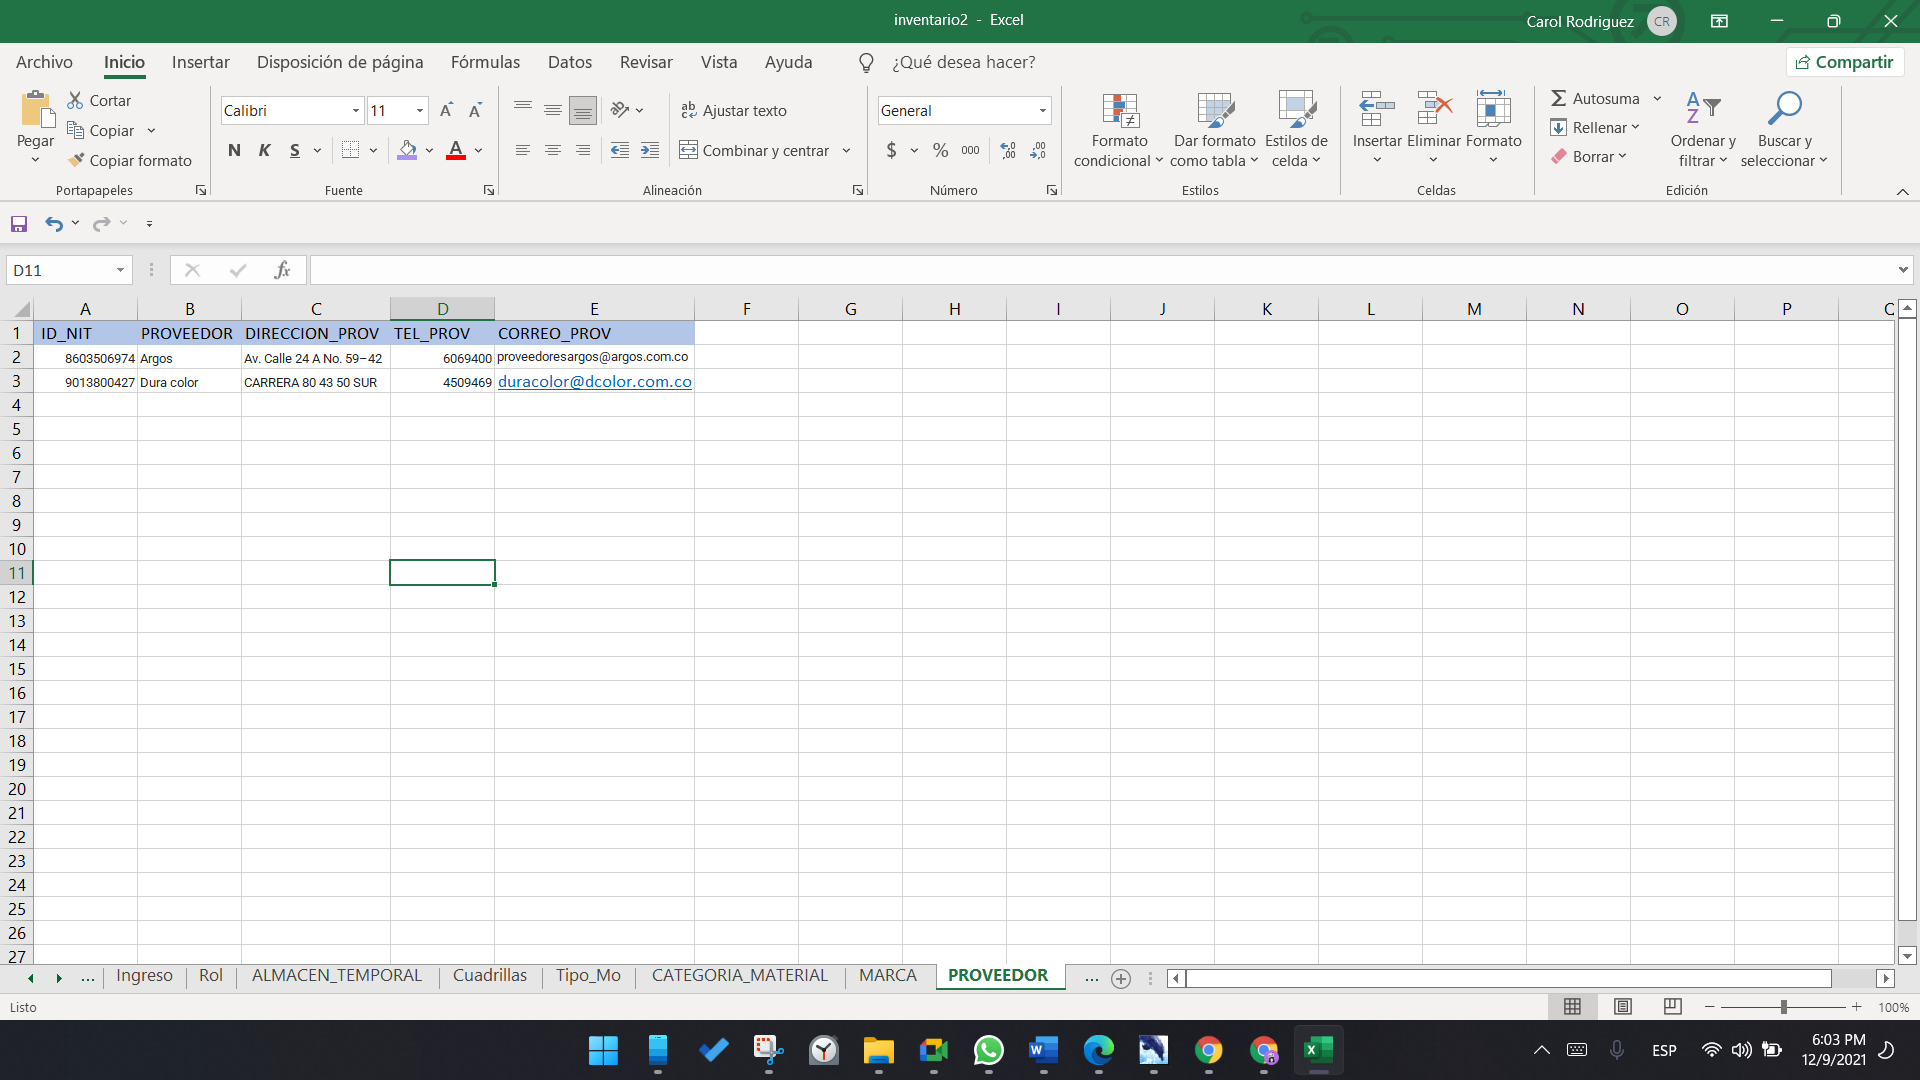 inventario2 - Excel
Carol Rodriguez CR
Archivo Inicio Insertar Disposición de página Fórmulas Datos Revisar Vista Ayuda ¿Qué desea hacer? Compartir
Pegar
Cortar
Copiar
Copiar formato
Portapapeles
Calibri 11
N K S A
Fuente
ab Ajustar texto
Combinar y centrar
Alineación
General
$ % 000
Número
Formato condicional
Dar formato como tabla
Estilos de celda
Estilos
Insertar Eliminar Formato
Celdas
Autosuma
Rellenar
Borrar
Ordenar y filtrar
Buscar y seleccionar
Edición
D11 fx
A B C D E F G H I J K L M N O P
1 ID_NIT PROVEEDOR DIRECCION_PROV TEL_PROV CORREO_PROV
2 8603506974 Argos Av. Calle 24 A No. 59–42 6069400 proveedoresargos@argos.com.co
3 9013800427 Dura color CARRERA 80 43 50 SUR 4509469 duracolor@dcolor.com.co
4
5
6
7
8
9
10
11
12
13
14
15
16
17
18
19
20
21
22
23
24
25
26
27
... Ingreso Rol ALMACEN_TEMPORAL Cuadrillas Tipo_Mo CATEGORIA_MATERIAL MARCA PROVEEDOR ...
Listo 100%
ESP 6:03 PM
12/9/2021